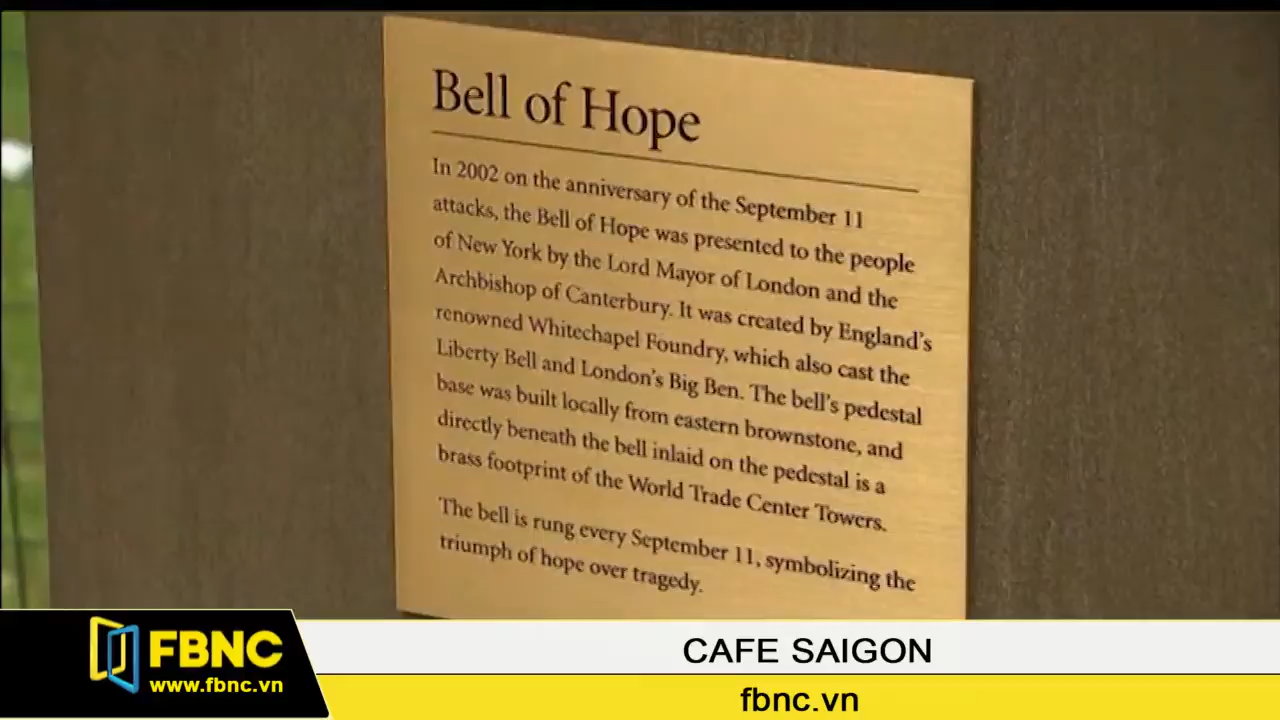 Bell of Hope
In 2002 on the anniversary of the September 11
attacks, the Bell of Hope was presented to the people
of New York by the Lord Mayor of London and the
Archbishop of Canterbury. It was created by England's
renowned Whitechapel Foundry, which also cast the
Liberty Bell and London's Big Ben. The bell's pedestal
base was built locally from eastern brownstone, and
directly beneath the bell inlaid on the pedestal is a
brass footprint of the World Trade Center Towers.
The bell is rung every September 11, symbolizing the
triumph of hope over tragedy.
FBNC
www.fbnc.vn
CAFE SAIGON
fbnc.vn